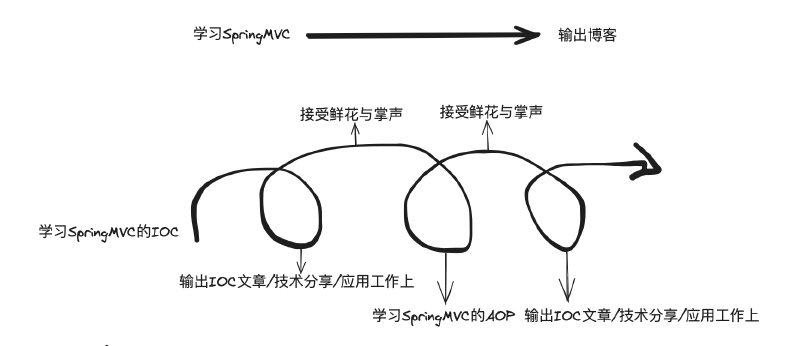 学习SpringMVC
输出博客
接受鲜花与掌声
接受鲜花与掌声
学习SpringMVC的IOC
输出IOC文章/技术分享/应用工作上
学习SpringMVC的AOP
输出IOC文章/技术分享/应用工作上